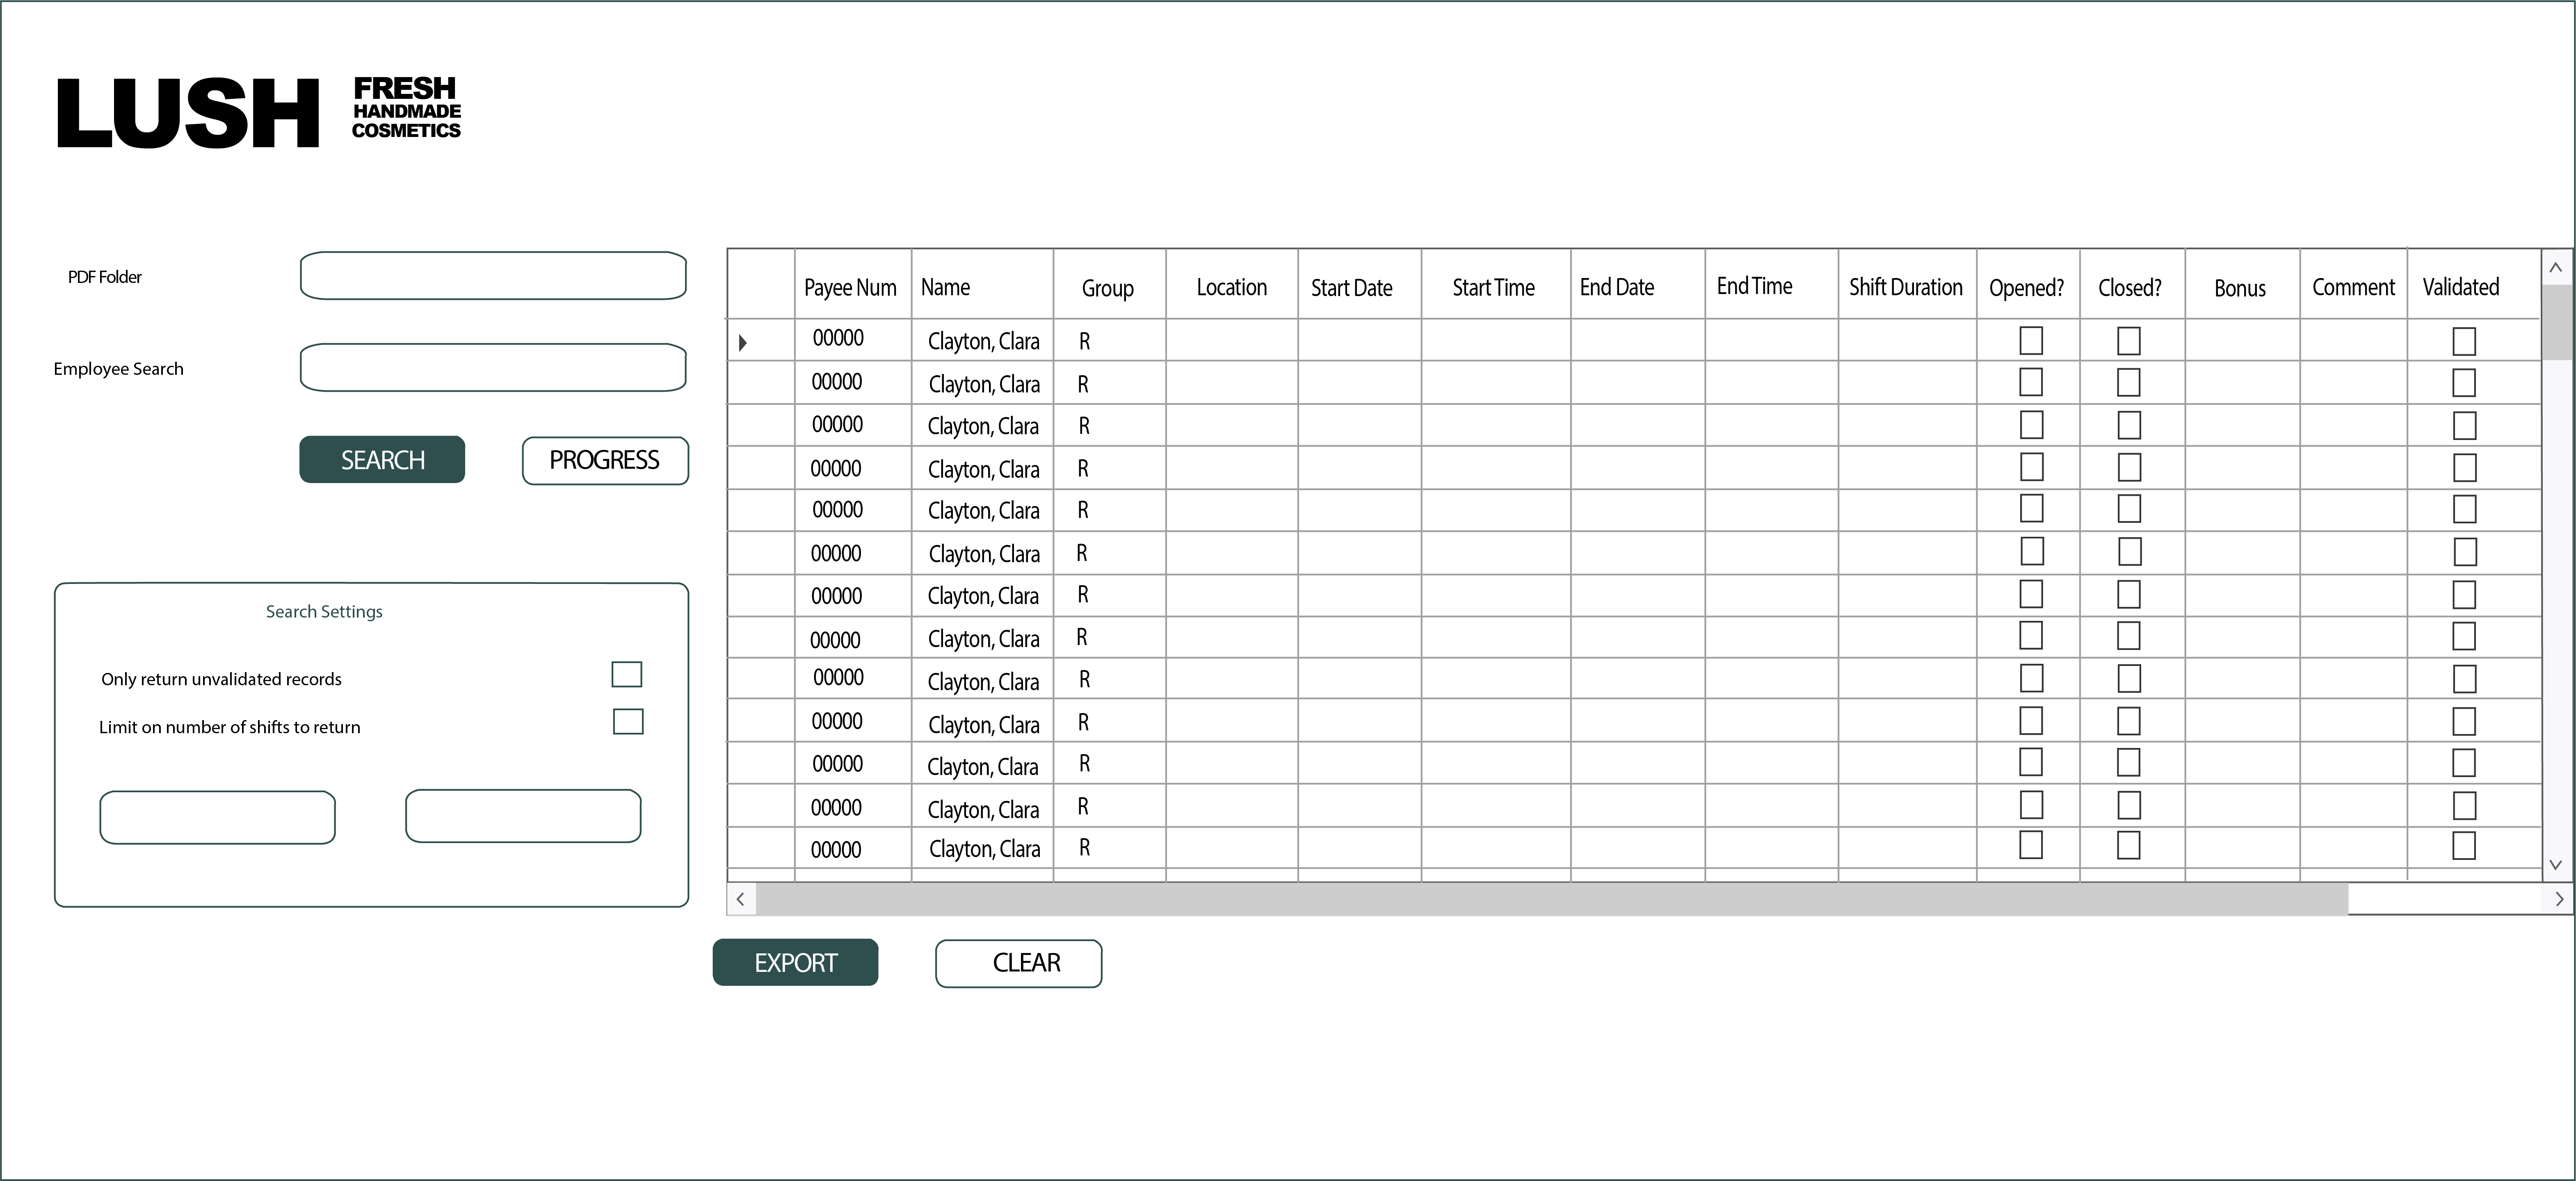 LUSH
FRESH
HANDMADE
COSMETICS
PDF Folder
Employee Search
SEARCH PROGRESS
Search Settings
Only return unvalidated records
Limit on number of shifts to return
Payee Num Name Group Location Start Date Start Time End Date End Time Shift Duration Opened? Closed? Bonus Comment Validated
00000 Clayton, Clara R
00000 Clayton, Clara R
00000 Clayton, Clara R
00000 Clayton, Clara R
00000 Clayton, Clara R
00000 Clayton, Clara R
00000 Clayton, Clara R
00000 Clayton, Clara R
00000 Clayton, Clara R
00000 Clayton, Clara R
00000 Clayton, Clara R
00000 Clayton, Clara R
00000 Clayton, Clara R
EXPORT CLEAR